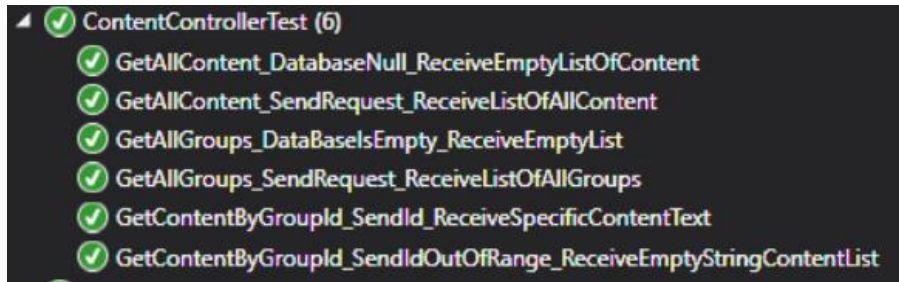 ContentControllerTest (6)
GetAllContent_DatabaseNull_ReceiveEmptyListOfContent
GetAllContent_SendRequest_ReceiveListOfAllContent
GetAllGroups_DataBaseIsEmpty_ReceiveEmptyList
GetAllGroups_SendRequest_ReceiveListOfAllGroups
GetContentByGroupId_SendId_ReceiveSpecificContentText
GetContentByGroupId_SendIdOutOfRange_ReceiveEmptyStringContentList